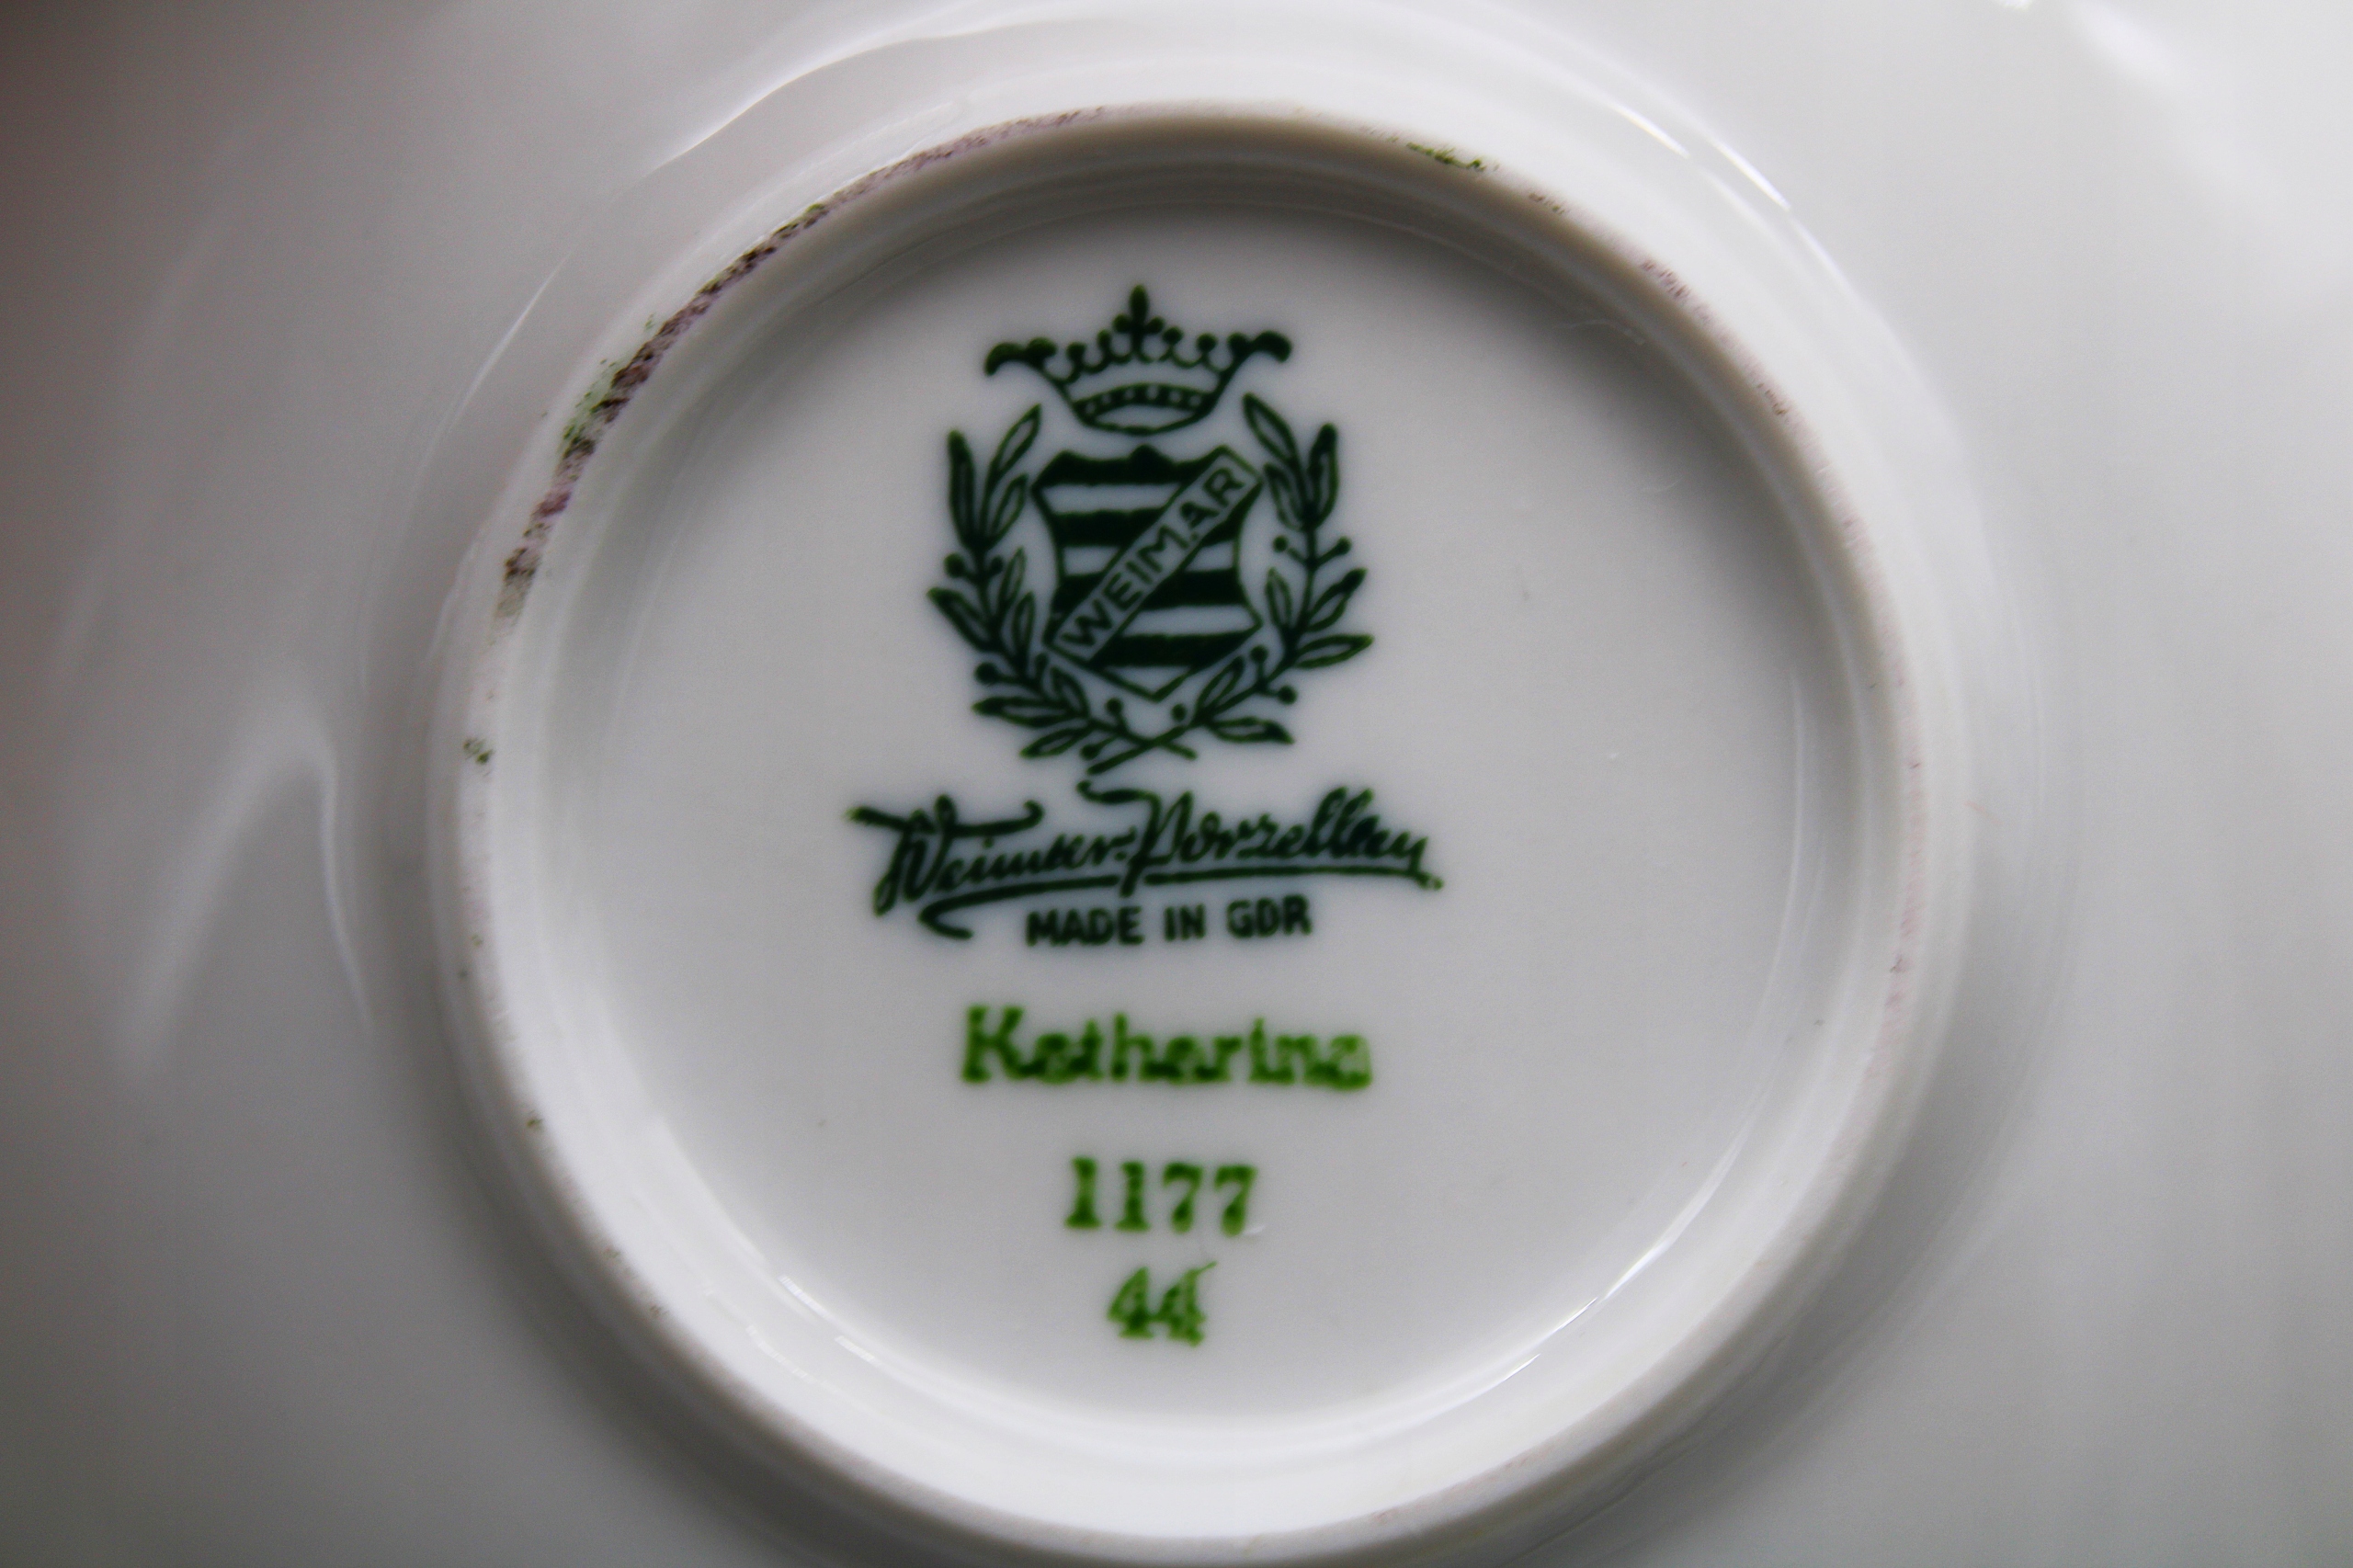 WEIMAR
Weimar-Porzellan
MADE IN GDR
Katharina
1177
44